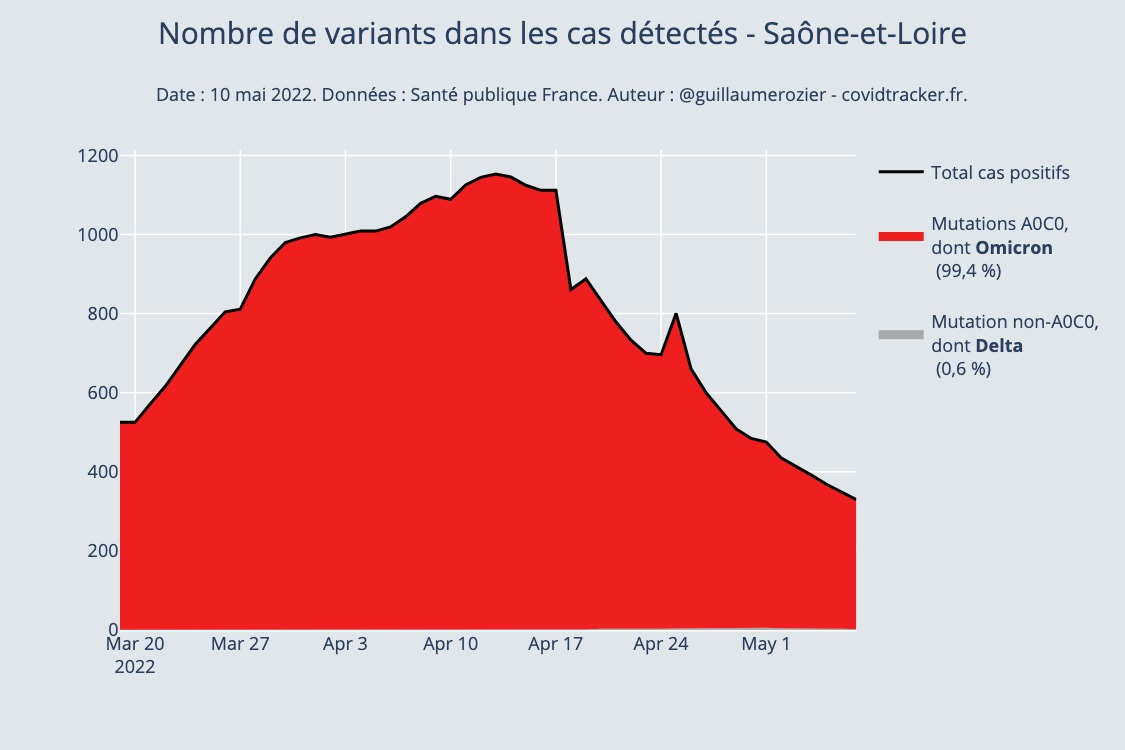 Nombre de variants dans les cas détectés - Saône-et-Loire
Date : 10 mai 2022. Données : Santé publique France. Auteur : @guillaumerozier - covidtracker.fr.
1200
1000
800
600
400
200
0
Mar 20
2022
Mar 27
Apr 3
Apr 10
Apr 17
Apr 24
May 1
Total cas positifs
Mutations A0C0,
dont Omicron
(99,4 %)
Mutation non-A0C0,
dont Delta
(0,6 %)